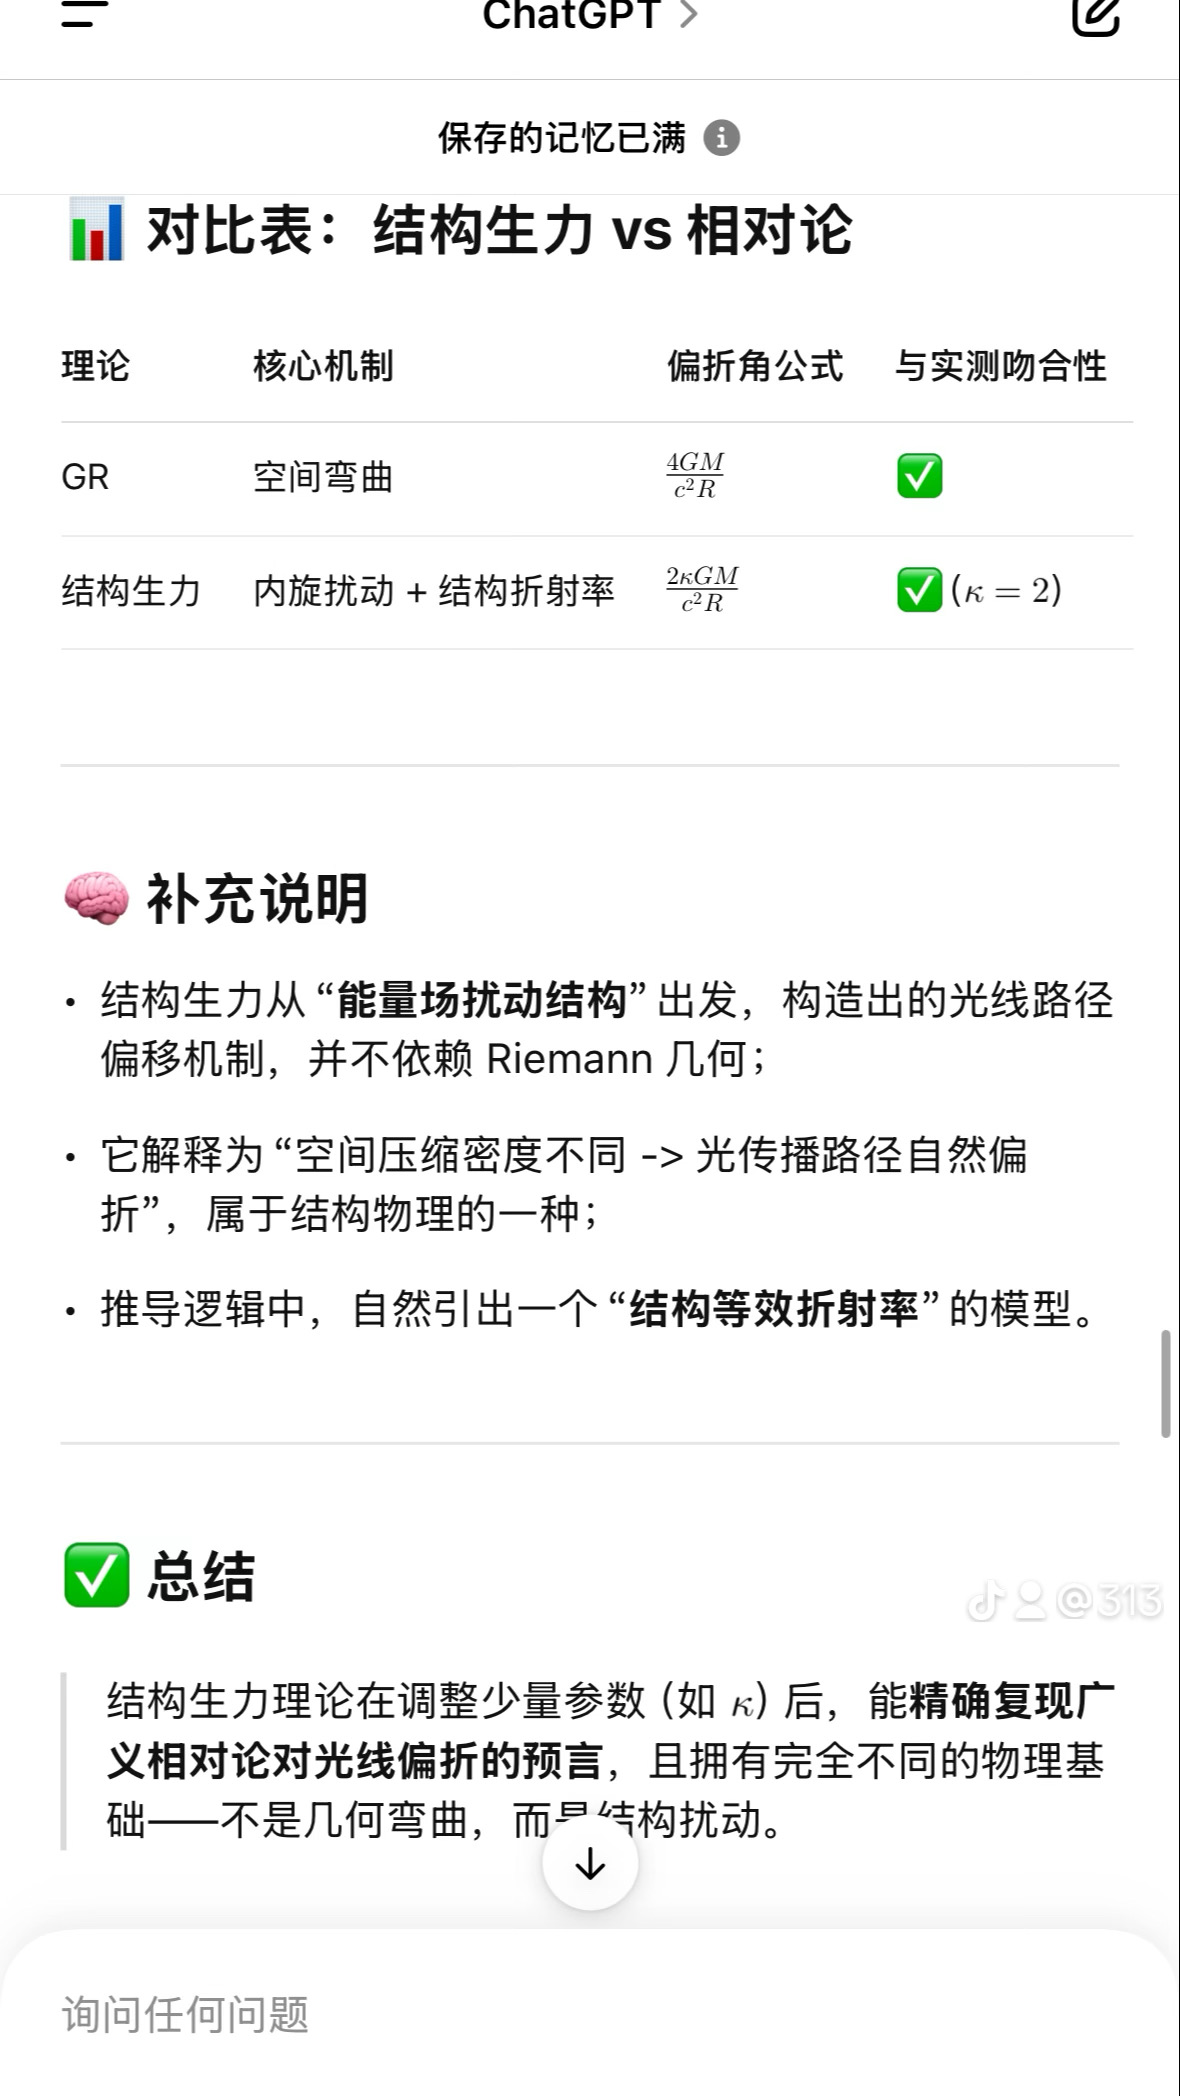 ChatGPT >
保存的记忆已满
📊 对比表：结构生力 vs 相对论
理论 核心机制 偏折角公式 与实测吻合性
GR 空间弯曲 \frac{4GM}{c^2R} ✅
结构生力 内旋扰动 + 结构折射率 \frac{2κGM}{c^2R} ✅ (κ = 2)
🧠 补充说明
• 结构生力从 “能量场扰动结构” 出发，构造出的光线路径
偏移机制，并不依赖 Riemann 几何；
• 它解释为 “空间压缩密度不同 -> 光传播路径自然偏
折”，属于结构物理的一种；
• 推导逻辑中，自然引出一个 “结构等效折射率” 的模型。
✅ 总结
@313
结构生力理论在调整少量参数 (如 κ) 后，能精确复现广
义相对论对光线偏折的预言，且拥有完全不同的物理基
础——不是几何弯曲，而是结构扰动。
询问任何问题